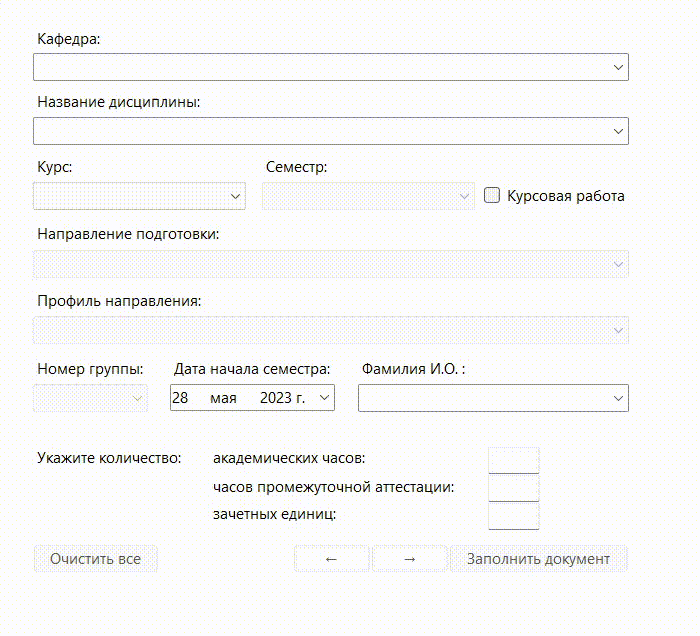 Кафедра:
Название дисциплины:
Курс: Семестр:
Курсовая работа
Направление подготовки:
Профиль направления:
Номер группы: Дата начала семестра: Фамилия И.О. :
28 мая 2023 г.
Укажите количество: академических часов:
часов промежуточной аттестации:
зачетных единиц:
Очистить все ← → Заполнить документ